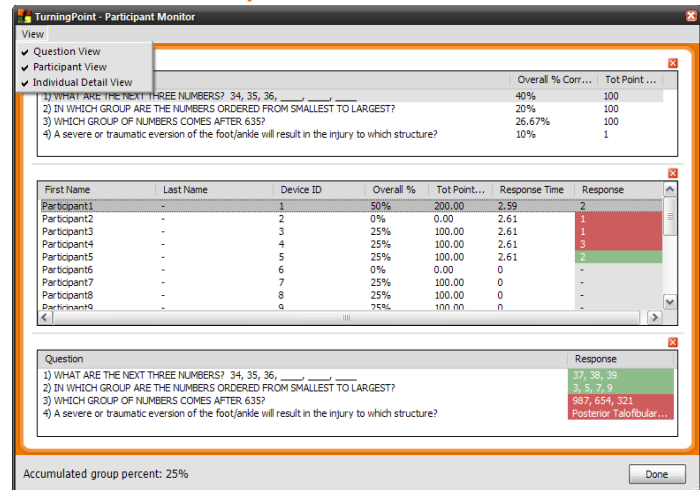 TurningPoint - Participant Monitor
View
Question View
Participant View
Individual Detail View
Overall % Corr... Tot Point ...
1) WHAT ARE THE NEXT THREE NUMBERS? 34, 35, 36, ____, ____, ____ 40% 100
2) IN WHICH GROUP ARE THE NUMBERS ORDERED FROM SMALLEST TO LARGEST? 20% 100
3) WHICH GROUP OF NUMBERS COMES AFTER 635? 26.67% 100
4) A severe or traumatic eversion of the foot/ankle will result in the injury to which structure? 10% 1
First Name Last Name Device ID Overall % Tot Point... Response Time Response
Participant1 - 1 50% 200.00 2.59 2
Participant2 - 2 0% 0.00 2.61 1
Participant3 - 3 25% 100.00 2.61 1
Participant4 - 4 25% 100.00 2.61 3
Participant5 - 5 25% 100.00 2.61 2
Participant6 - 6 0% 0.00 0 -
Participant7 - 7 25% 100.00 0 -
Participant8 - 8 25% 100.00 0 -
Participant9 - 9 25% 100.00 0 -
Question Response
1) WHAT ARE THE NEXT THREE NUMBERS? 34, 35, 36, ____, ____, ____ 37, 38, 39
2) IN WHICH GROUP ARE THE NUMBERS ORDERED FROM SMALLEST TO LARGEST? 3, 5, 7, 9
3) WHICH GROUP OF NUMBERS COMES AFTER 635? 987, 654, 321
4) A severe or traumatic eversion of the foot/ankle will result in the injury to which structure? Posterior Talofibular...
Accumulated group percent: 25% Done